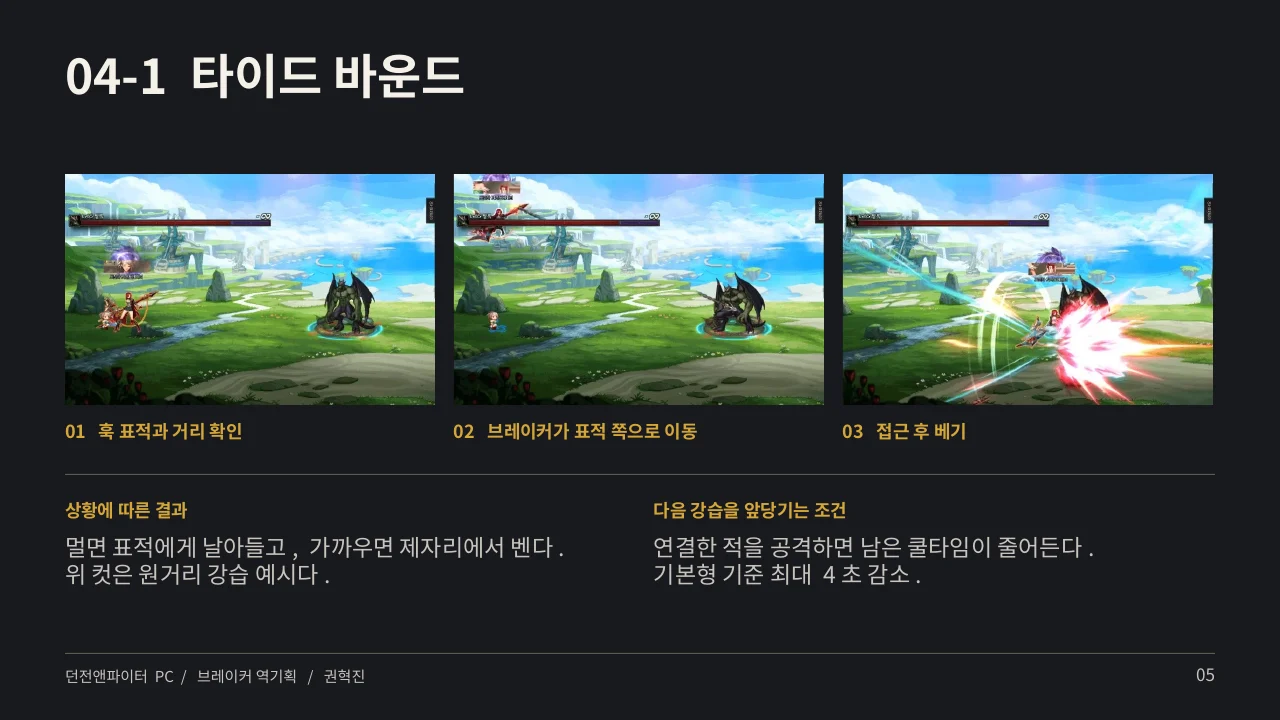 04-1 타이드 바운드
01 훅 표적과 거리 확인
02 브레이커가 표적 쪽으로 이동
03 접근 후 베기
상황에 따른 결과
멀면 표적에게 날아들고 , 가까우면 제자리에서 벤다 .
위 컷은 원거리 강습 예시다 .
다음 강습을 앞당기는 조건
연결한 적을 공격하면 남은 쿨타임이 줄어든다 .
기본형 기준 최대 4 초 감소 .
던전앤파이터 PC / 브레이커 역기획 / 권혁진
05